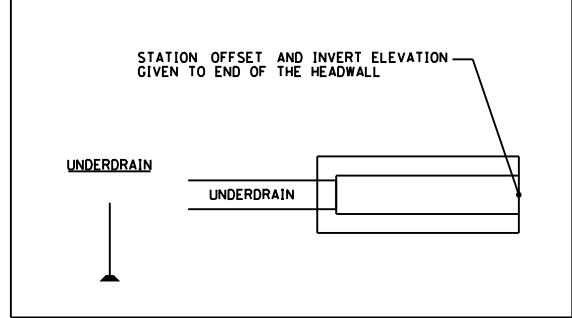 STATION OFFSET AND INVERT ELEVATION
GIVEN TO END OF THE HEADWALL
UNDERDRAIN
UNDERDRAIN